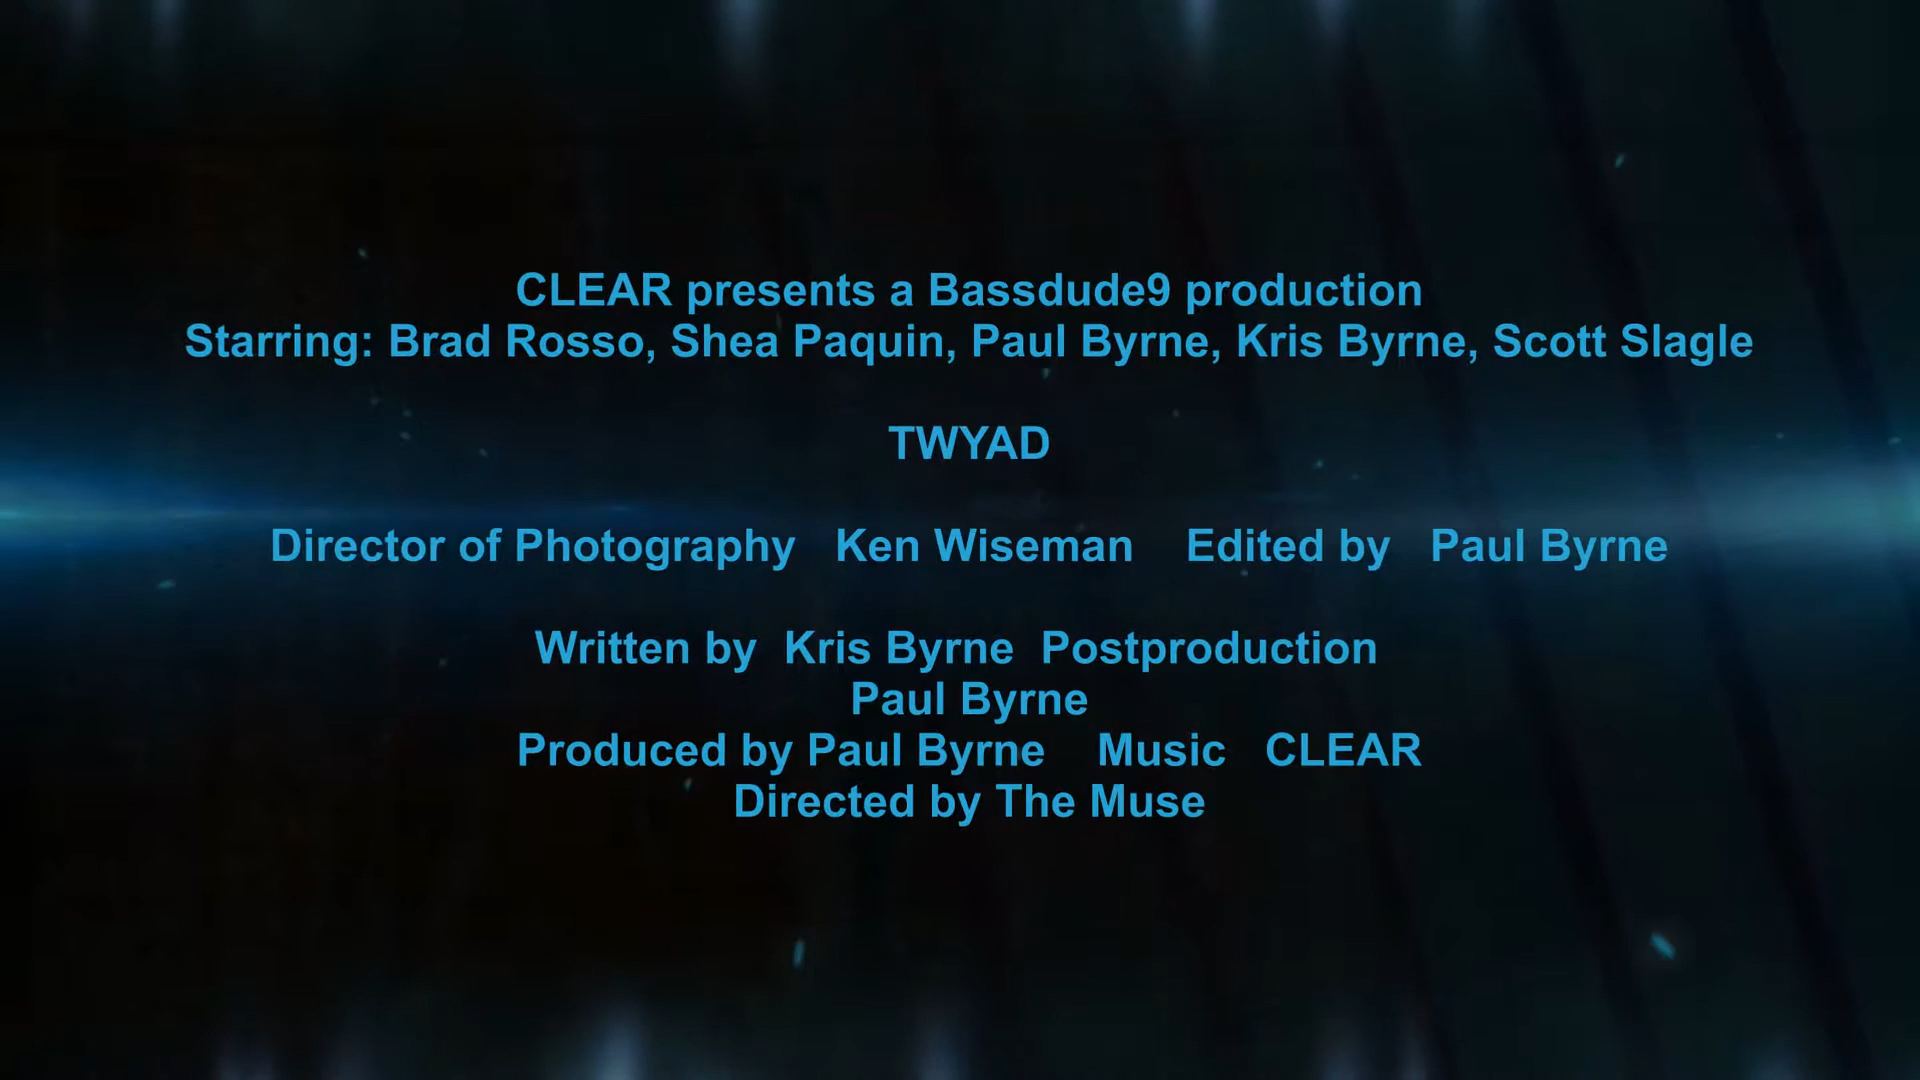 CLEAR presents a Bassdude9 production
Starring: Brad Rosso, Shea Paquin, Paul Byrne, Kris Byrne, Scott Slagle
TWYAD
Director of Photography Ken Wiseman Edited by Paul Byrne
Written by Kris Byrne Postproduction
Paul Byrne
Produced by Paul Byrne Music CLEAR
Directed by The Muse